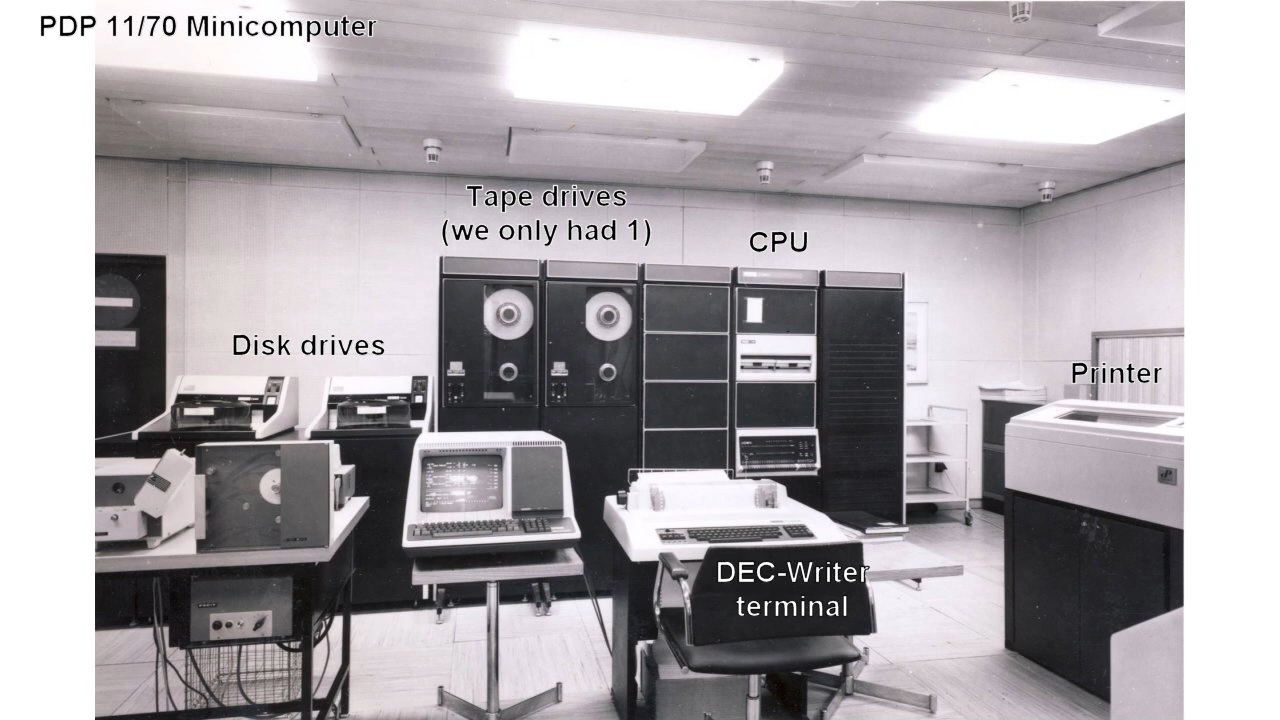 PDP 11/70 Minicomputer
Tape drives
(we only had 1)
CPU
Disk drives
Printer
DEC-Writer
terminal